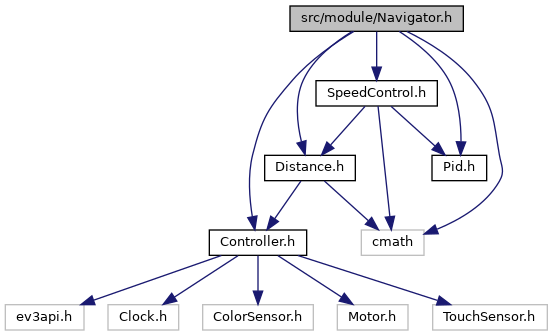 src/module/Navigator.h
SpeedControl.h
Distance.h
Pid.h
Controller.h
cmath
ev3api.h
Clock.h
ColorSensor.h
Motor.h
TouchSensor.h